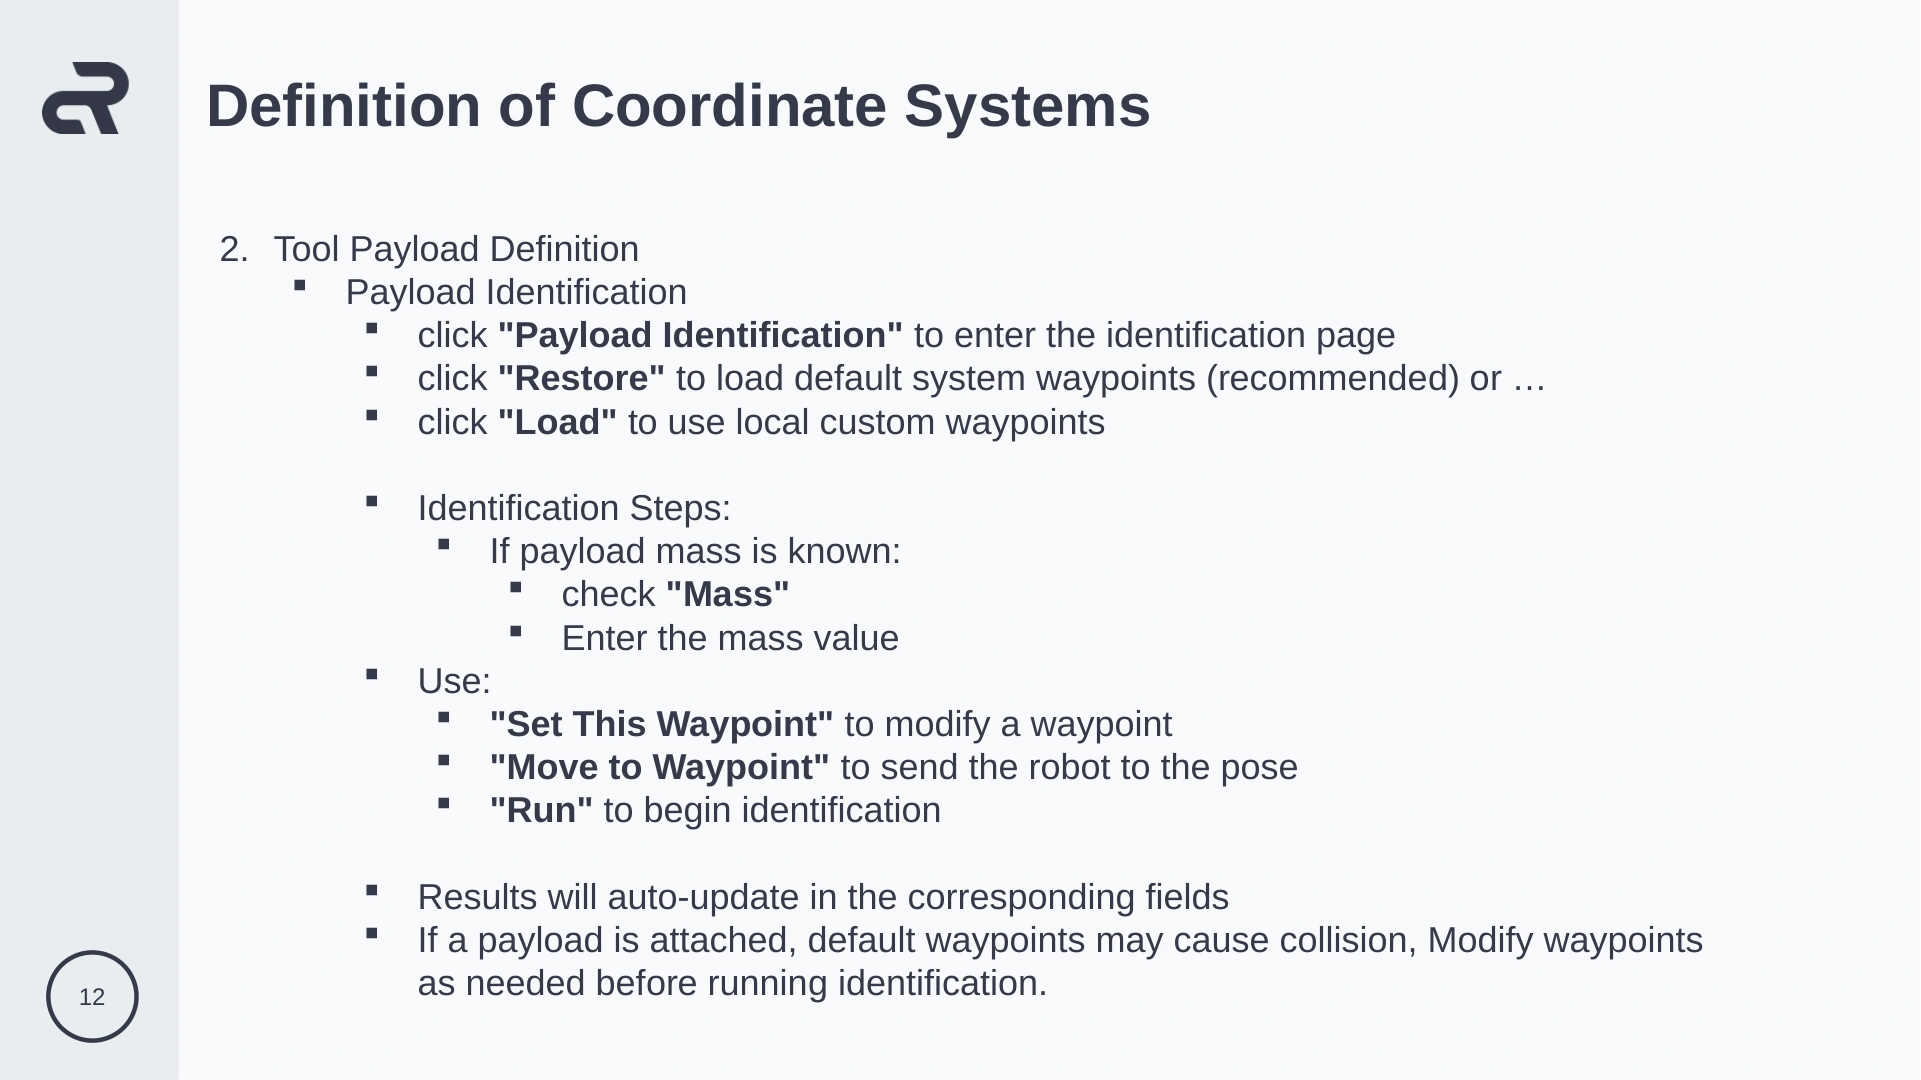 Definition of Coordinate Systems
2. Tool Payload Definition
▪ Payload Identification
▪ click "Payload Identification" to enter the identification page
▪ click "Restore" to load default system waypoints (recommended) or …
▪ click "Load" to use local custom waypoints
▪ Identification Steps:
▪ If payload mass is known:
▪ check "Mass"
▪ Enter the mass value
▪ Use:
▪ "Set This Waypoint" to modify a waypoint
▪ "Move to Waypoint" to send the robot to the pose
▪ "Run" to begin identification
▪ Results will auto-update in the corresponding fields
▪ If a payload is attached, default waypoints may cause collision, Modify waypoints
as needed before running identification.
12